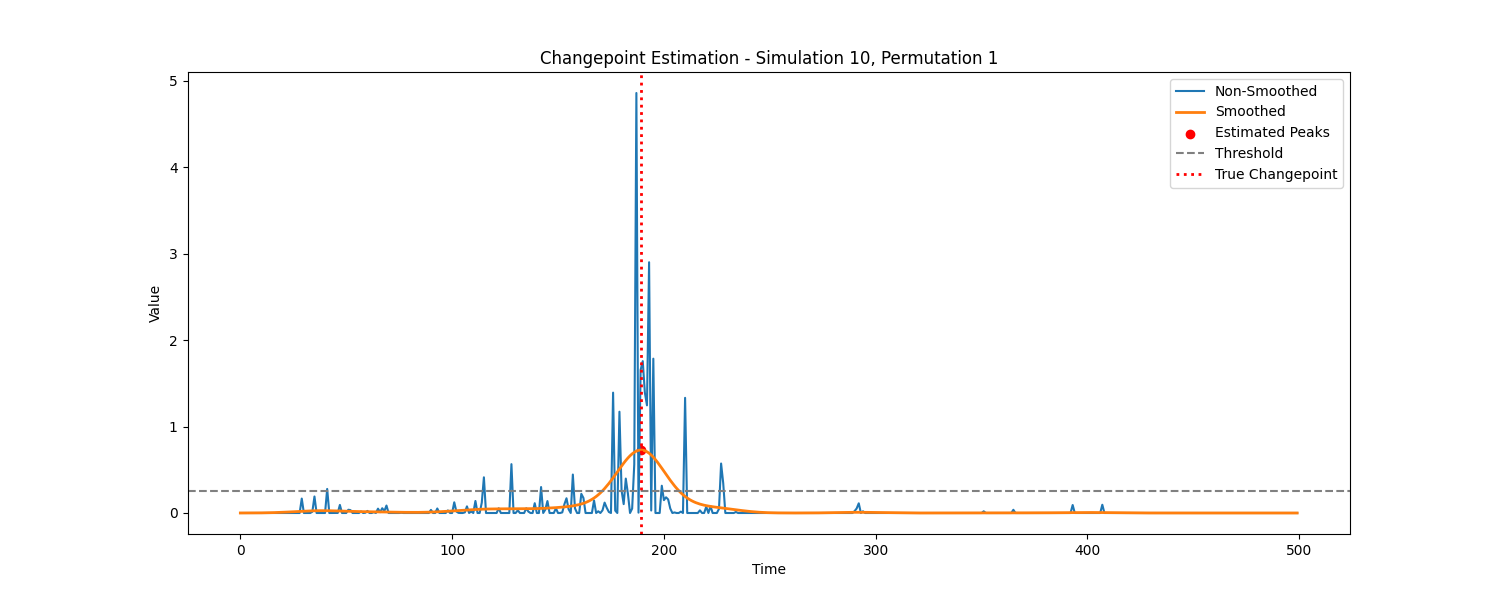 Changepoint Estimation - Simulation 10, Permutation 1
5
4
3
2
1
0
Value
0
100
200
300
400
500
Time
Non-Smoothed
Smoothed
Estimated Peaks
Threshold
True Changepoint